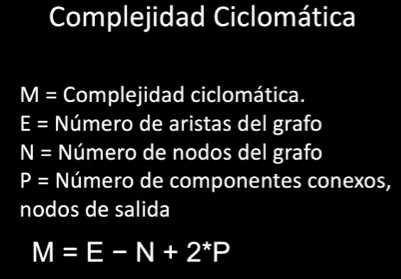 Complejidad Ciclomática
M = Complejidad ciclomática.
E = Número de aristas del grafo
N = Número de nodos del grafo
P = Número de componentes conexos,
nodos de salida
M = E – N + 2*P